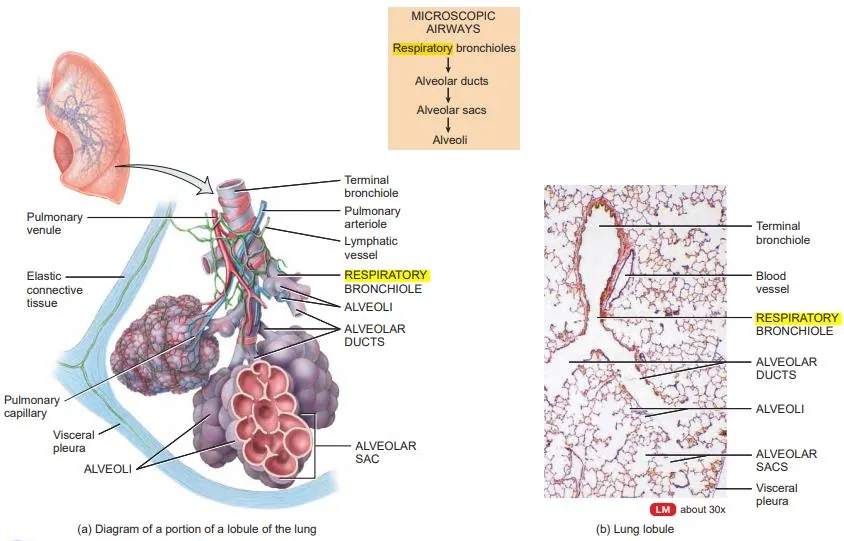 MICROSCOPIC
AIRWAYS
Respiratory bronchioles
Alveolar ducts
Alveolar sacs
Alveoli
Terminal
bronchiole
Pulmonary
arteriole
Lymphatic
vessel
RESPIRATORY
BRONCHIOLE
ALVEOLI
ALVEOLAR
DUCTS
ALVEOLAR
SAC
Pulmonary
venule
Elastic
connective
tissue
Pulmonary
capillary
Visceral
pleura
ALVEOLI
(a) Diagram of a portion of a lobule of the lung
Terminal
bronchiole
Blood
vessel
RESPIRATORY
BRONCHIOLE
ALVEOLAR
DUCTS
ALVEOLI
ALVEOLAR
SACS
Visceral
pleura
LM about 30x
(b) Lung lobule